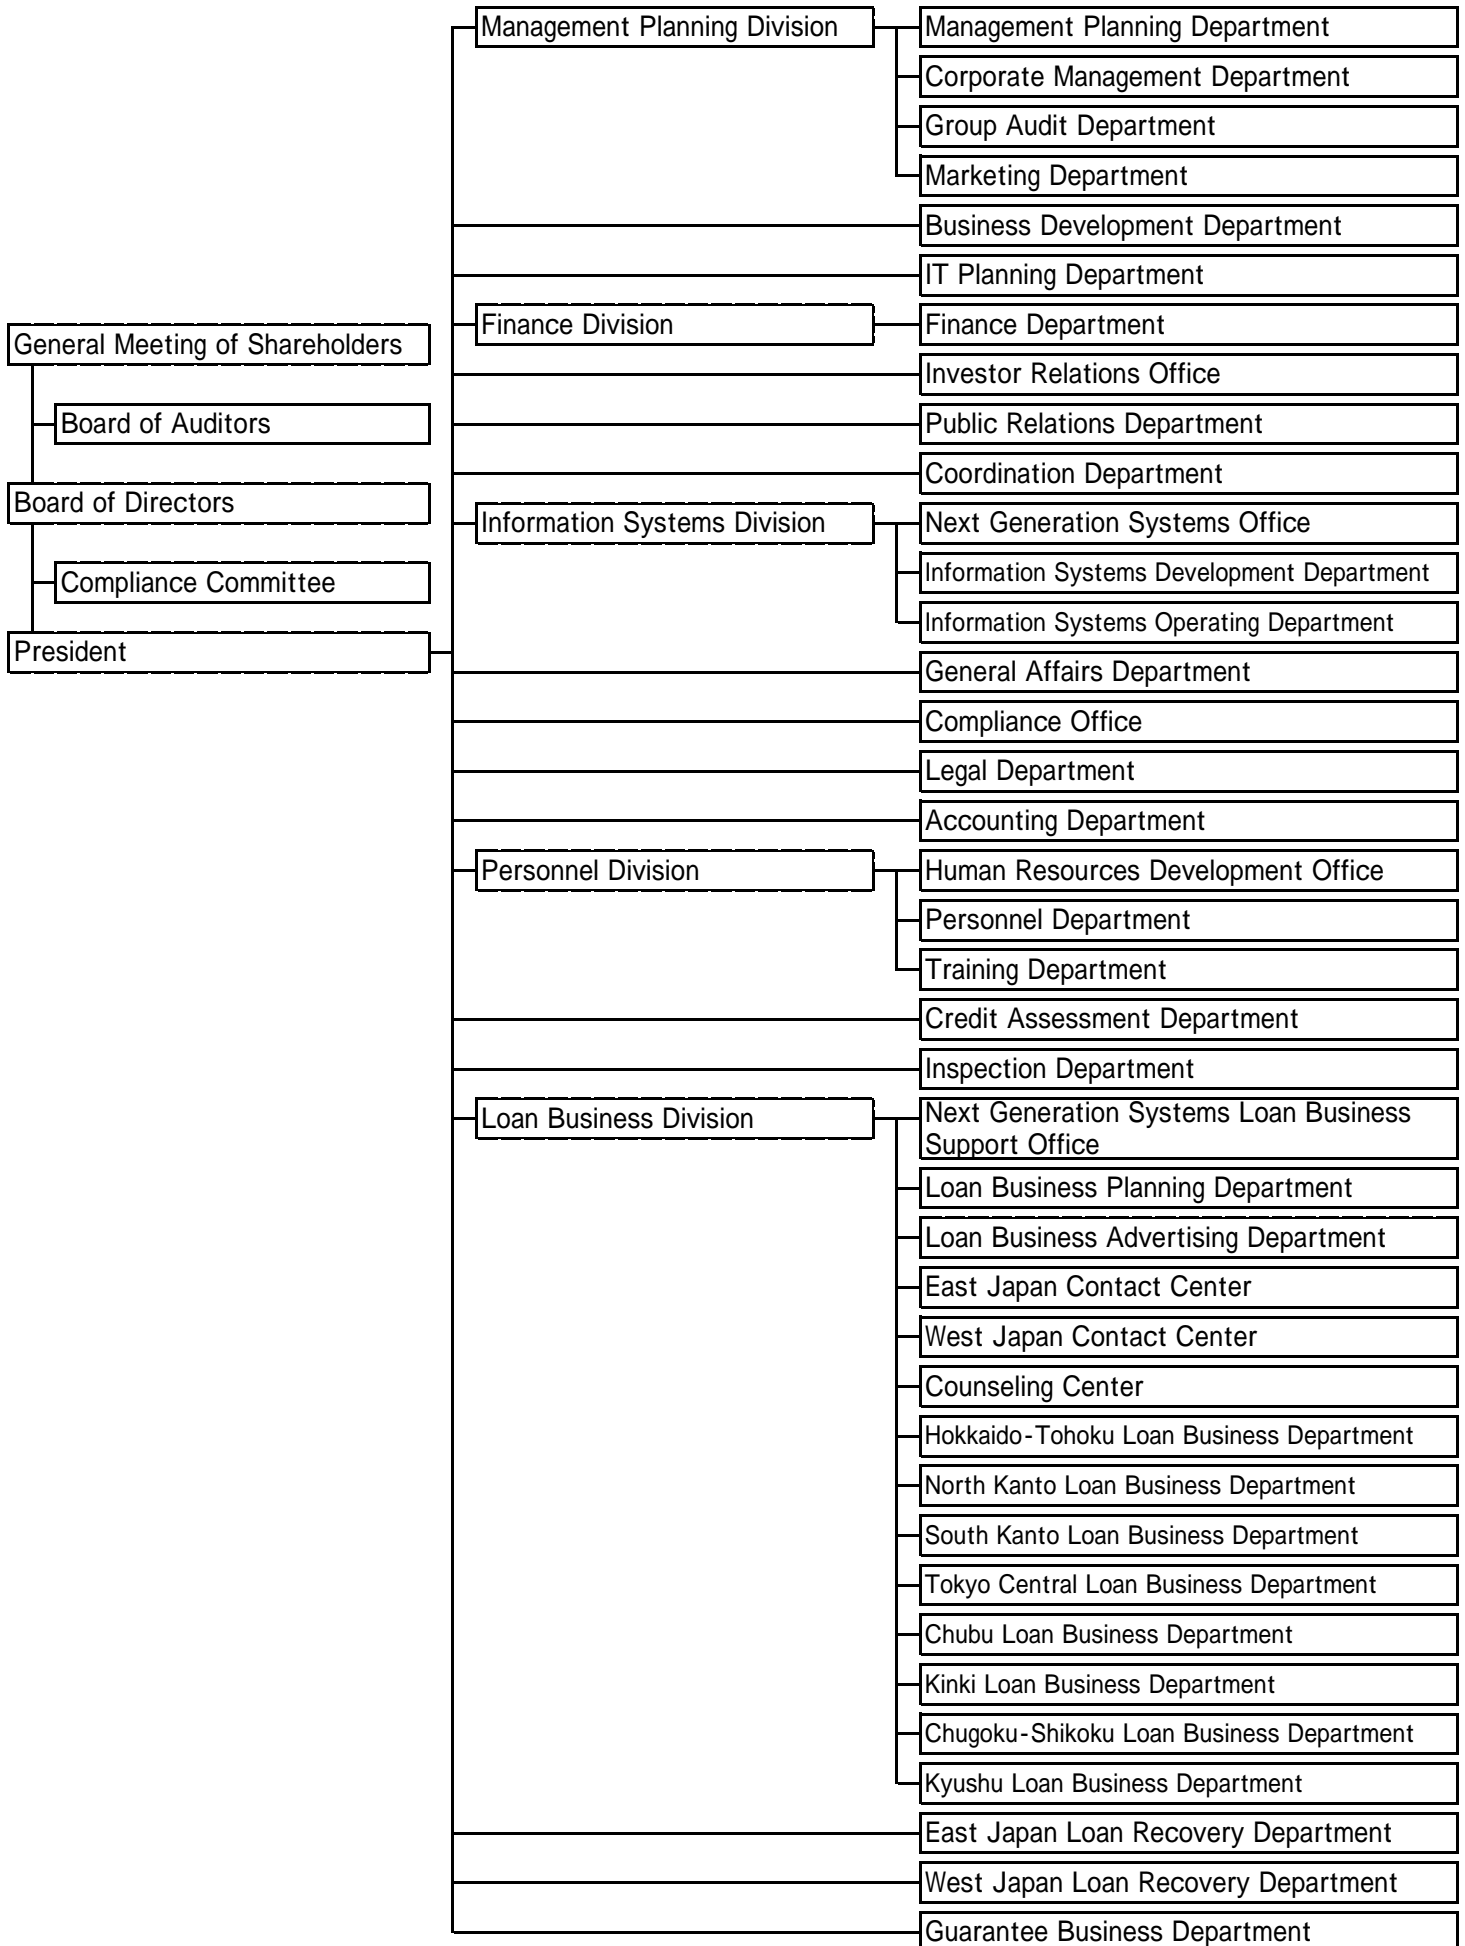 General Meeting of Shareholders
Board of Auditors
Board of Directors
Compliance Committee
President
Management Planning Division
Management Planning Department
Corporate Management Department
Group Audit Department
Marketing Department
Business Development Department
IT Planning Department
Finance Division
Finance Department
Investor Relations Office
Public Relations Department
Coordination Department
Information Systems Division
Next Generation Systems Office
Information Systems Development Department
Information Systems Operating Department
General Affairs Department
Compliance Office
Legal Department
Accounting Department
Personnel Division
Human Resources Development Office
Personnel Department
Training Department
Credit Assessment Department
Inspection Department
Loan Business Division
Next Generation Systems Loan Business
Support Office
Loan Business Planning Department
Loan Business Advertising Department
East Japan Contact Center
West Japan Contact Center
Counseling Center
Hokkaido-Tohoku Loan Business Department
North Kanto Loan Business Department
South Kanto Loan Business Department
Tokyo Central Loan Business Department
Chubu Loan Business Department
Kinki Loan Business Department
Chugoku-Shikoku Loan Business Department
Kyushu Loan Business Department
East Japan Loan Recovery Department
West Japan Loan Recovery Department
Guarantee Business Department